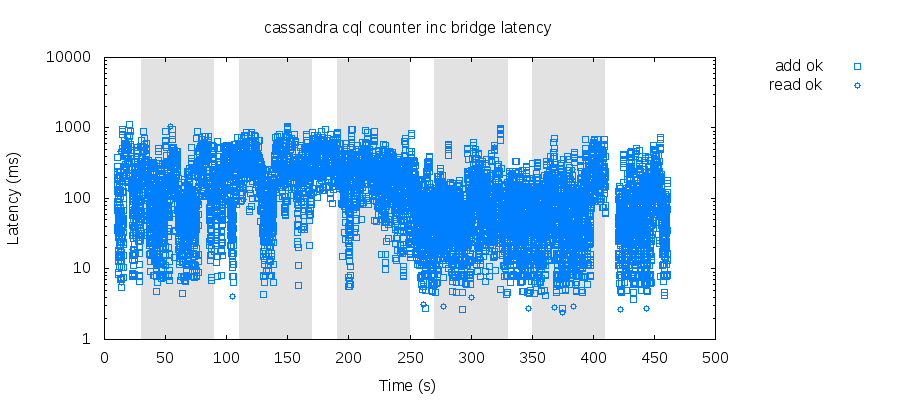 cassandra cql counter inc bridge latency
10000
1000
100
10
1
Latency (ms)
0 50 100 150 200 250 300 350 400 450 500
Time (s)
add ok
read ok